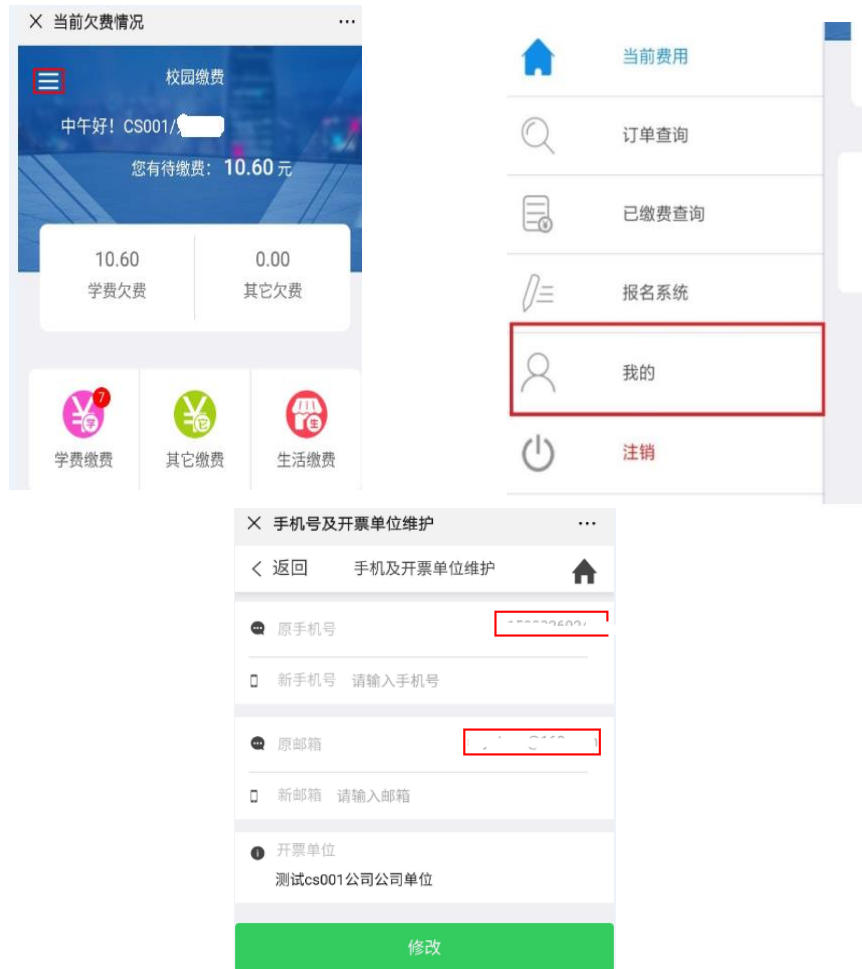 当前欠费情况
校园缴费
中午好！CS001/
您有待缴费：10.60元
10.60
0.00
学费欠费
其它欠费
7
学
它
生
学费缴费
其它缴费
生活缴费
当前费用
订单查询
已缴费查询
报名系统
我的
注销
手机号及开票单位维护
返回
手机及开票单位维护
原手机号
新手机号 请输入手机号
原邮箱
新邮箱 请输入邮箱
开票单位
测试cs001公司公司单位
修改